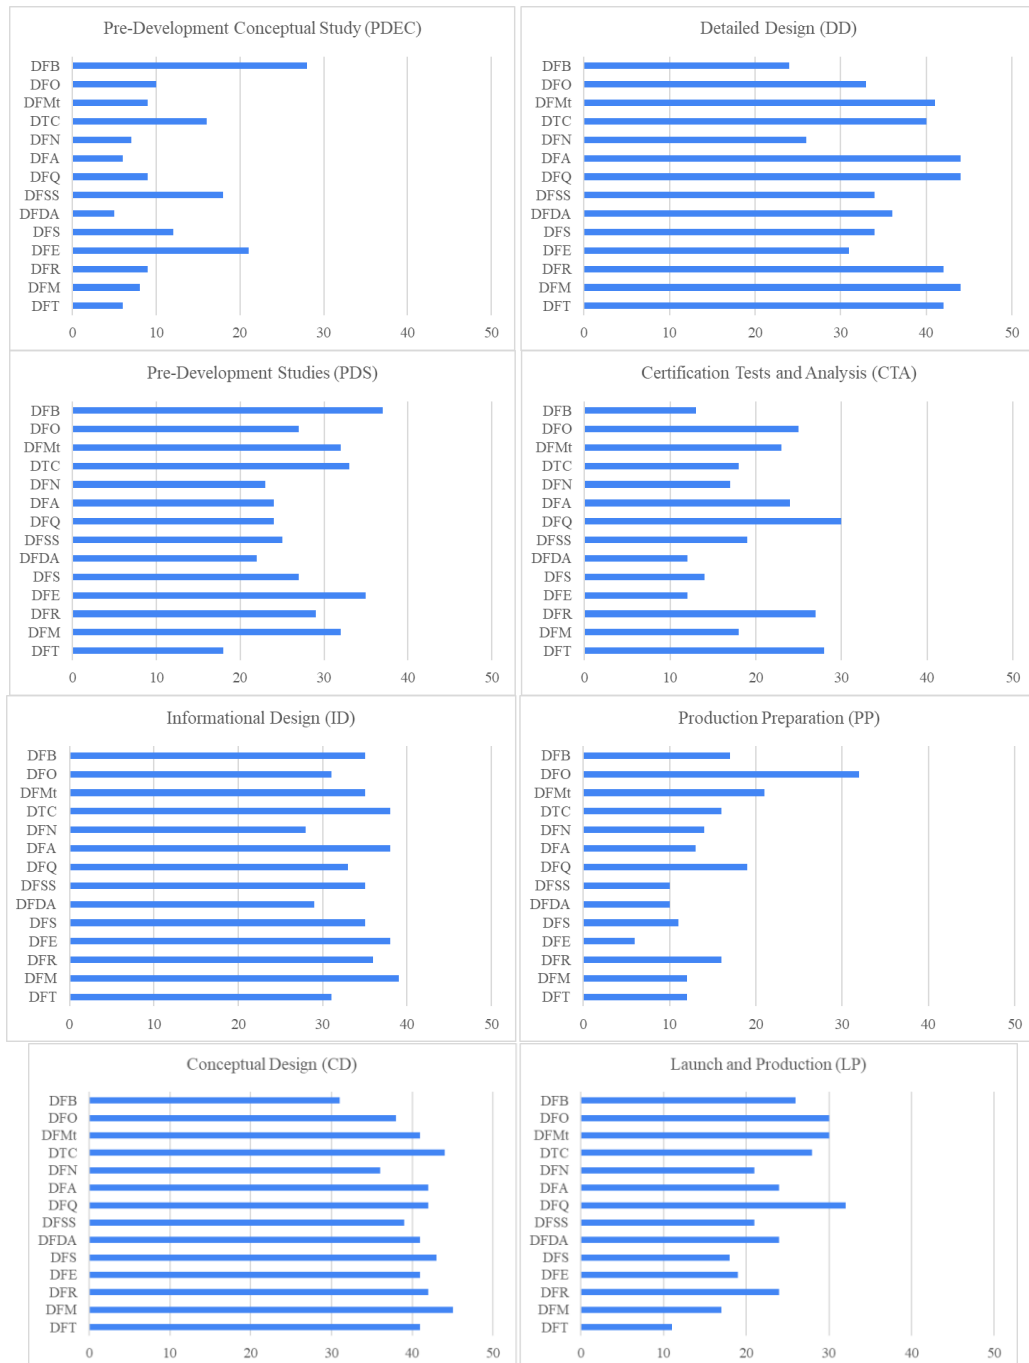 Pre-Development Conceptual Study (PDEC)
DFB
DFO
DFMt
DTC
DFN
DFA
DFQ
DFSS
DFDA
DFS
DFE
DFR
DFM
DFT
0 10 20 30 40 50
Detailed Design (DD)
DFB
DFO
DFMt
DTC
DFN
DFA
DFQ
DFSS
DFDA
DFS
DFE
DFR
DFM
DFT
0 10 20 30 40 50
Pre-Development Studies (PDS)
DFB
DFO
DFMt
DTC
DFN
DFA
DFQ
DFSS
DFDA
DFS
DFE
DFR
DFM
DFT
0 10 20 30 40 50
Certification Tests and Analysis (CTA)
DFB
DFO
DFMt
DTC
DFN
DFA
DFQ
DFSS
DFDA
DFS
DFE
DFR
DFM
DFT
0 10 20 30 40 50
Informational Design (ID)
DFB
DFO
DFMt
DTC
DFN
DFA
DFQ
DFSS
DFDA
DFS
DFE
DFR
DFM
DFT
0 10 20 30 40 50
Production Preparation (PP)
DFB
DFO
DFMt
DTC
DFN
DFA
DFQ
DFSS
DFDA
DFS
DFE
DFR
DFM
DFT
0 10 20 30 40 50
Conceptual Design (CD)
DFB
DFO
DFMt
DTC
DFN
DFA
DFQ
DFSS
DFDA
DFS
DFE
DFR
DFM
DFT
0 10 20 30 40 50
Launch and Production (LP)
DFB
DFO
DFMt
DTC
DFN
DFA
DFQ
DFSS
DFDA
DFS
DFE
DFR
DFM
DFT
0 10 20 30 40 50